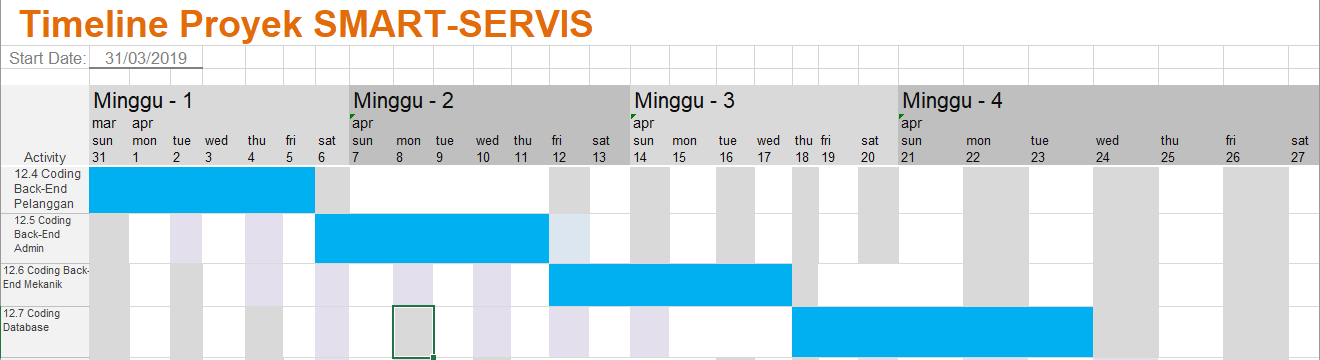 Timeline Proyek SMART-SERVIS
Start Date: 31/03/2019
Minggu - 1 Minggu - 2 Minggu - 3 Minggu - 4
mar apr apr apr apr
sun mon tue wed thu fri sat sun mon tue wed thu fri sat sun mon tue wed thu fri sat sun mon tue wed thu fri sat
Activity 31 1 2 3 4 5 6 7 8 9 10 11 12 13 14 15 16 17 18 19 20 21 22 23 24 25 26 27
12.4 Coding
Back-End
Pelanggan
12.5 Coding
Back-End
Admin
12.6 Coding Back-
End Mekanik
12.7 Coding
Database